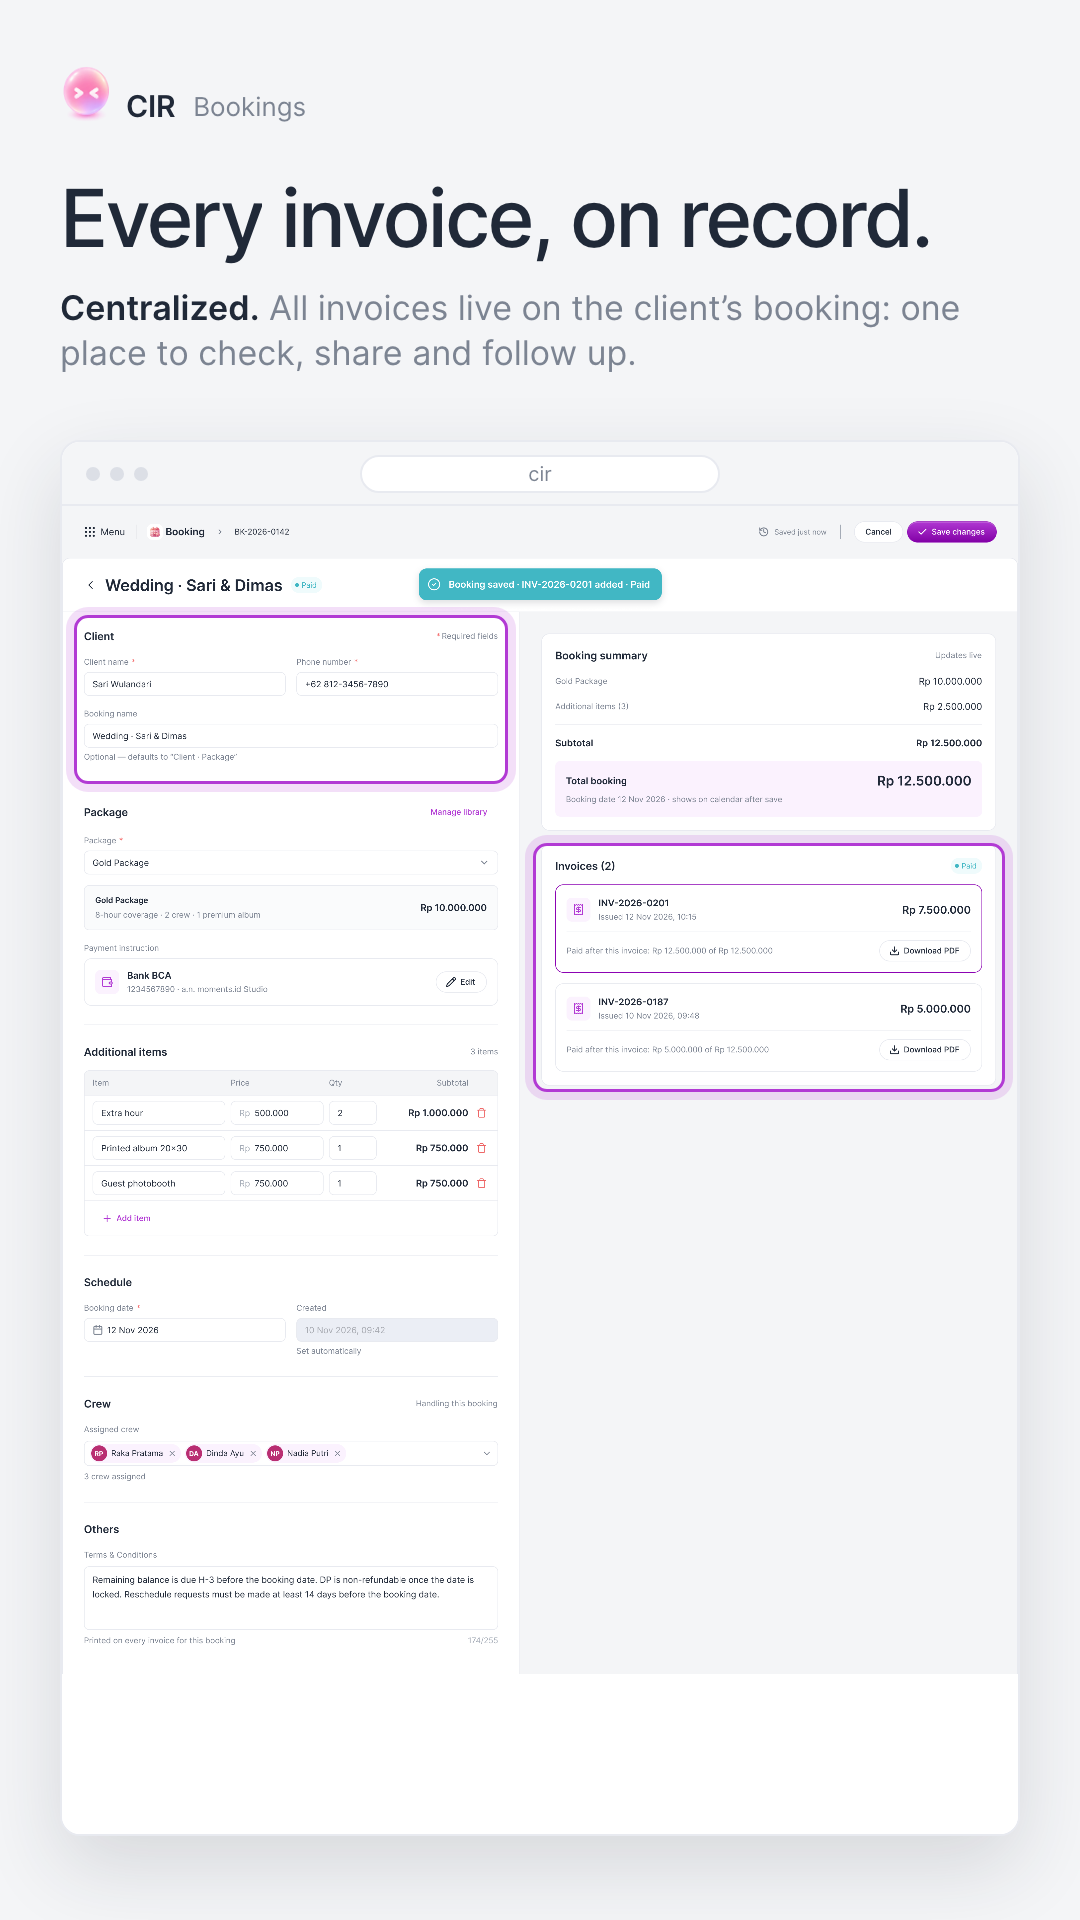 CIR Bookings
Every invoice, on record.
Centralized. All invoices live on the client’s booking: one
place to check, share and follow up.
cir
Menu Booking › BK-2026-0142 Saved just now Cancel Save changes
Wedding · Sari & Dimas Paid
Booking saved · INV-2026-0201 added · Paid
Client * Required fields
Client name * Phone number *
Sari Wulandari +62 812-3456-7890
Booking name
Wedding · Sari & Dimas
Optional — defaults to "Client · Package"
Package Manage library
Package *
Gold Package
Gold Package
8-hour coverage · 2 crew · 1 premium album
Rp 10.000.000
Payment instruction
Bank BCA
1234567890 · a.n. moments.id Studio
Edit
Additional items 3 items
Item Price Qty Subtotal
Extra hour Rp 500.000 2 Rp 1.000.000
Printed album 20×30 Rp 750.000 1 Rp 750.000
Guest photobooth Rp 750.000 1 Rp 750.000
+ Add item
Schedule
Booking date * Created
12 Nov 2026 10 Nov 2026, 09:42
Set automatically
Crew Handling this booking
Assigned crew
RP Raka Pratama × DA Dinda Ayu × NP Nadia Putri ×
3 crew assigned
Others
Terms & Conditions
Remaining balance is due H-3 before the booking date. DP is non-refundable once the date is
locked. Reschedule requests must be made at least 14 days before the booking date.
Printed on every invoice for this booking 174/255
Booking summary Updates live
Gold Package Rp 10.000.000
Additional items (3) Rp 2.500.000
Subtotal Rp 12.500.000
Total booking Rp 12.500.000
Booking date 12 Nov 2026 · shows on calendar after save
Invoices (2) Paid
INV-2026-0201
Issued 12 Nov 2026, 10:15
Rp 7.500.000
Paid after this invoice: Rp 12.500.000 of Rp 12.500.000 Download PDF
INV-2026-0187
Issued 10 Nov 2026, 09:48
Rp 5.000.000
Paid after this invoice: Rp 5.000.000 of Rp 12.500.000 Download PDF